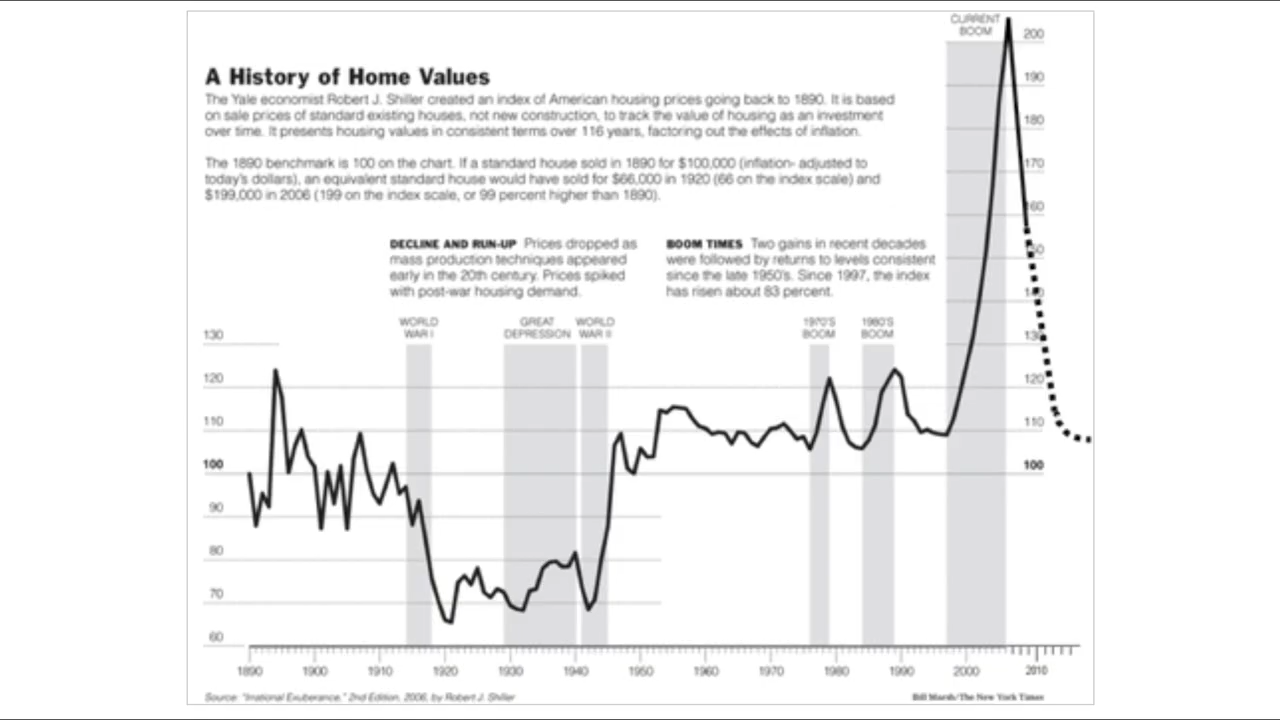 CURRENT
BOOM
A History of Home Values
The Yale economist Robert J. Shiller created an index of American housing prices going back to 1890. It is based
on sale prices of standard existing houses, not new construction, to track the value of housing as an investment
over time. It presents housing values in consistent terms over 116 years, factoring out the effects of inflation.
The 1890 benchmark is 100 on the chart. If a standard house sold in 1890 for $100,000 (inflation- adjusted to
today's dollars), an equivalent standard house would have sold for $66,000 in 1920 (66 on the index scale) and
$199,000 in 2006 (199 on the index scale, or 99 percent higher than 1890).
DECLINE AND RUN-UP Prices dropped as
mass production techniques appeared
early in the 20th century. Prices spiked
with post-war housing demand.
BOOM TIMES Two gains in recent decades
were followed by returns to levels consistent
since the late 1950's. Since 1997, the index
has risen about 83 percent.
WORLD
WAR I
GREAT
DEPRESSION
WORLD
WAR II
1970'S
BOOM
1980'S
BOOM
130
120
110
100
90
80
70
60
200
190
180
170
160
150
140
130
120
110
100
1890 1900 1910 1920 1930 1940 1950 1960 1970 1980 1990 2000 2010
Source: "Irrational Exuberance," 2nd Edition, 2006, by Robert J. Shiller
Bill Marsh/The New York Times